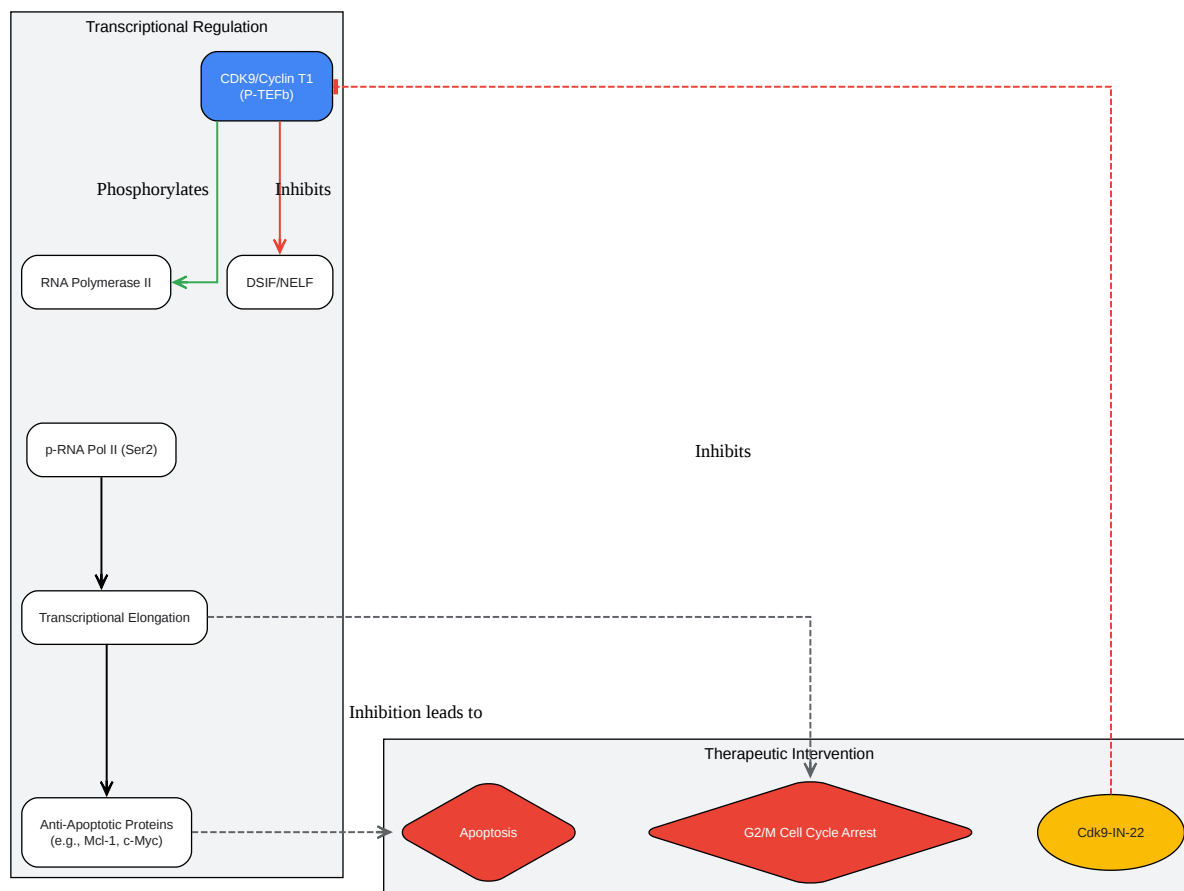 Transcriptional Regulation
CDK9/Cyclin T1
(P-TEFb)
Phosphorylates
Inhibits
RNA Polymerase II
DSIF/NELF
p-RNA Pol II (Ser2)
Inhibits
Transcriptional Elongation
Inhibition leads to
Therapeutic Intervention
Anti-Apoptotic Proteins
(e.g., Mcl-1, c-Myc)
Apoptosis
G2/M Cell Cycle Arrest
Cdk9-IN-22